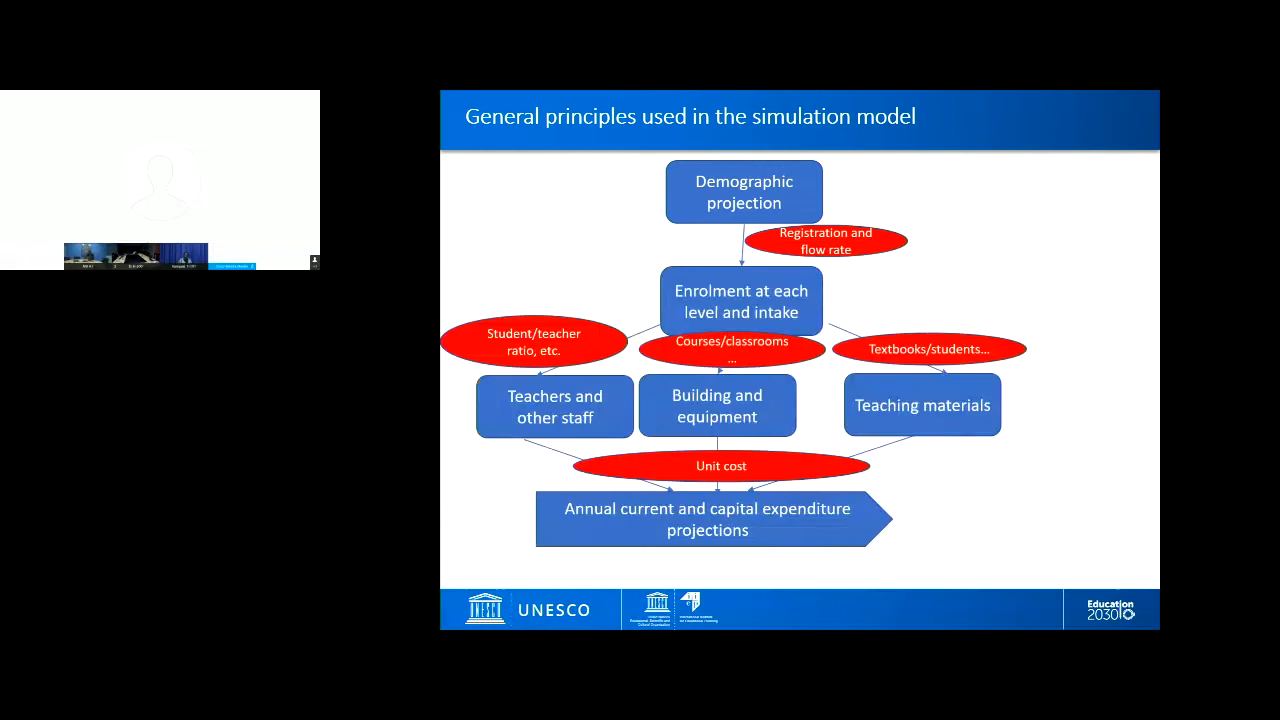 General principles used in the simulation model
Demographic
projection
Registration and
flow rate
Enrolment at each
level and intake
Student/teacher
ratio, etc.
Courses/classrooms
...
Textbooks/students...
Teachers and
other staff
Building and
equipment
Teaching materials
Unit cost
Annual current and capital expenditure
projections
UNESCO
Education
2030